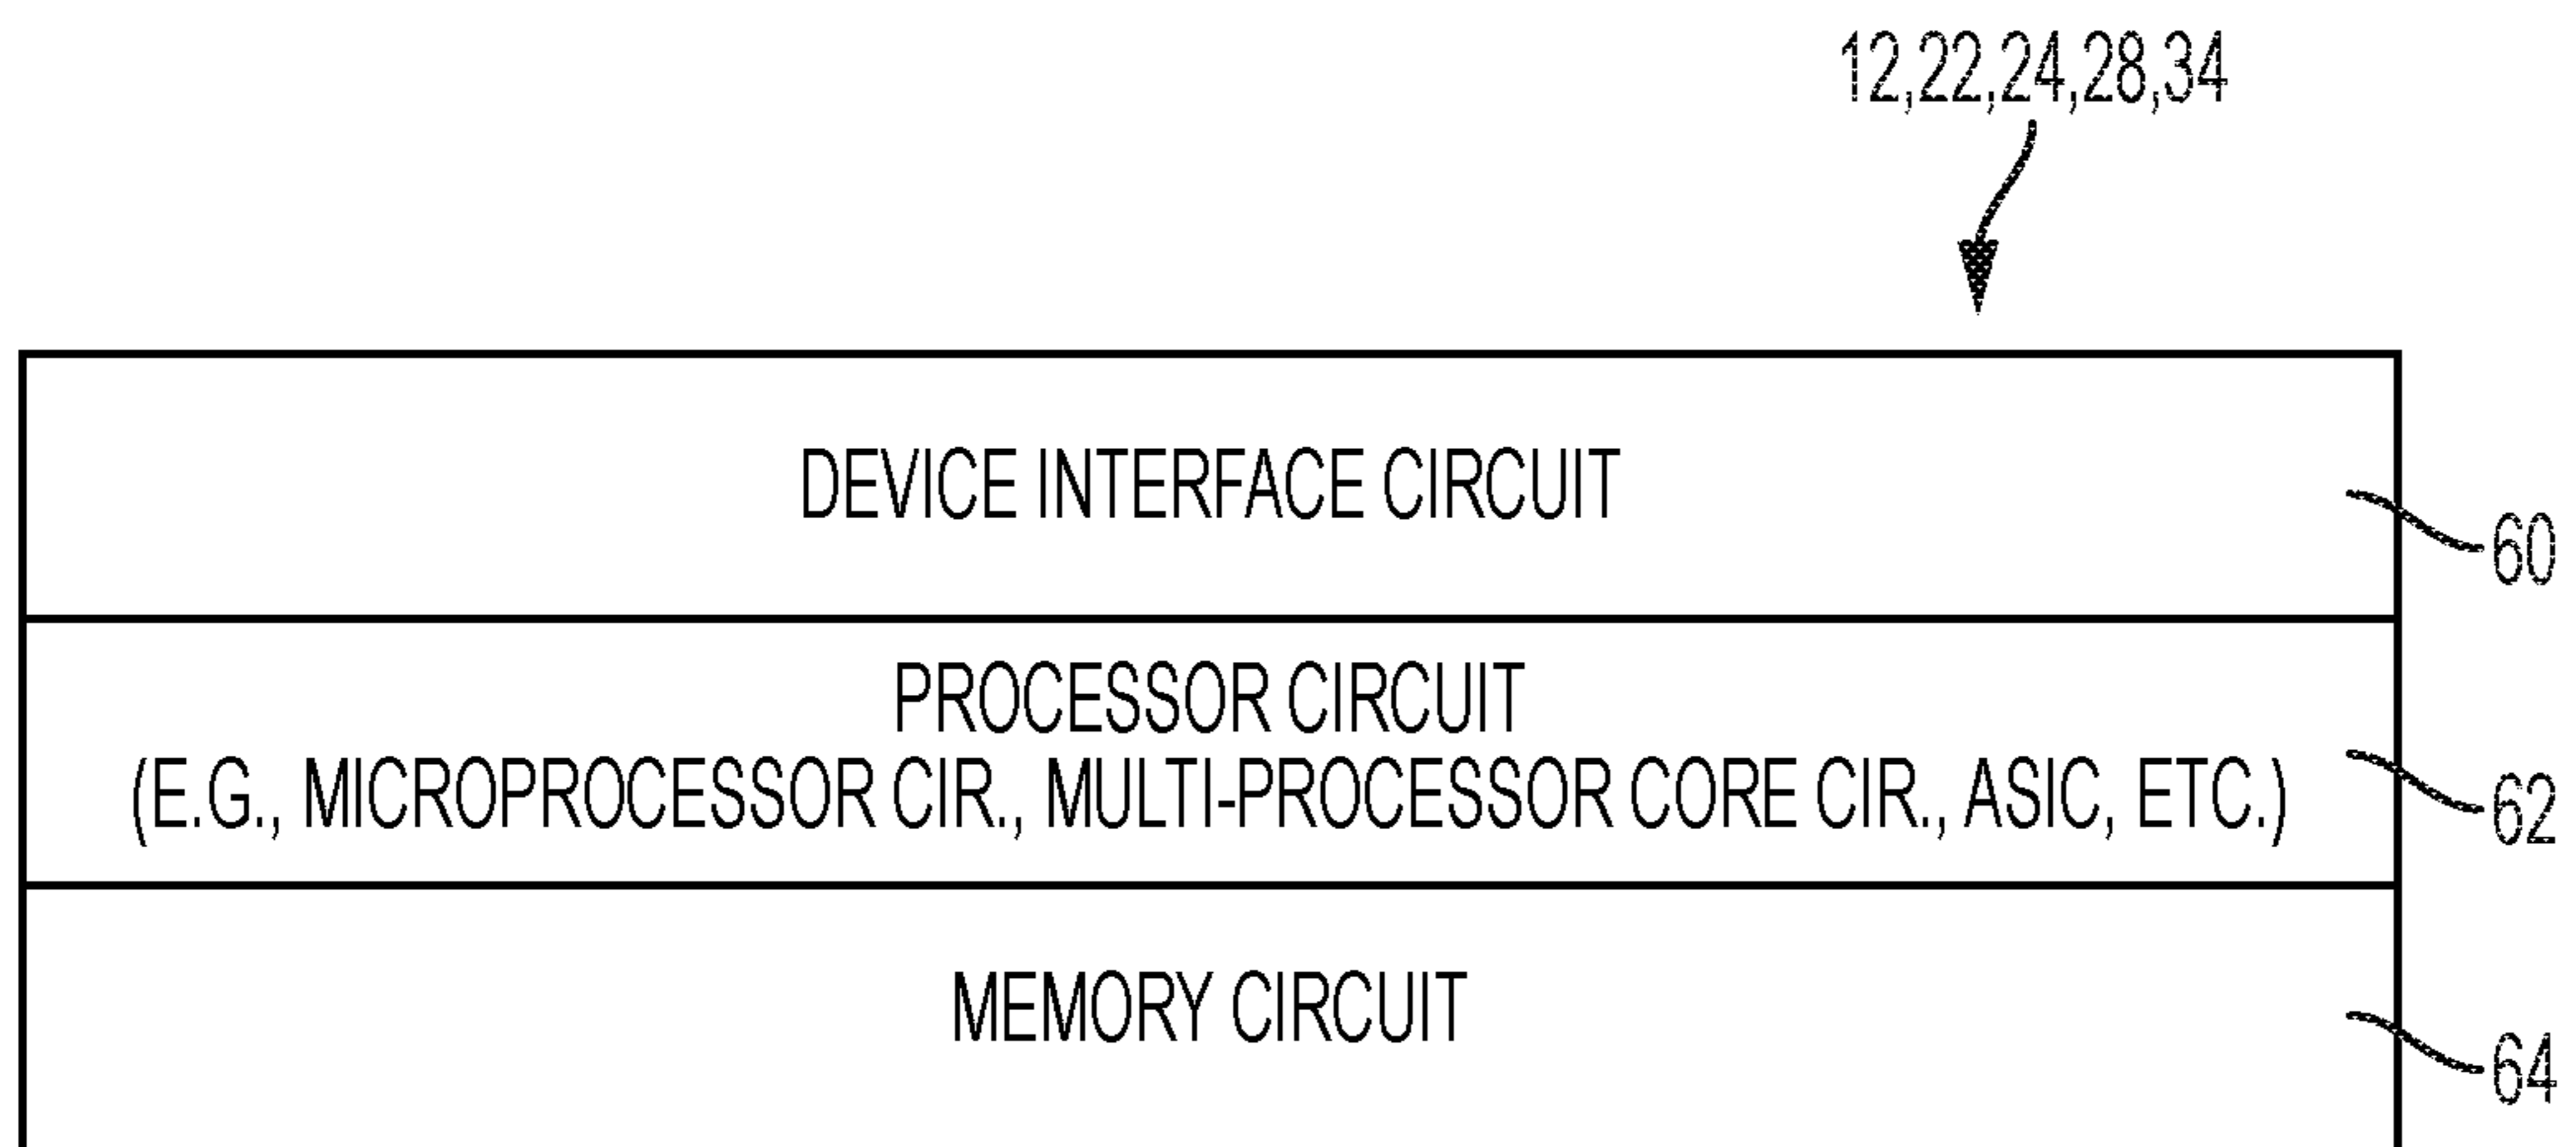 12,22,24,28,34
DEVICE INTERFACE CIRCUIT
60
PROCESSOR CIRCUIT
(E.G., MICROPROCESSOR CIR., MULTI-PROCESSOR CORE CIR., ASIC, ETC.)
62
MEMORY CIRCUIT
64